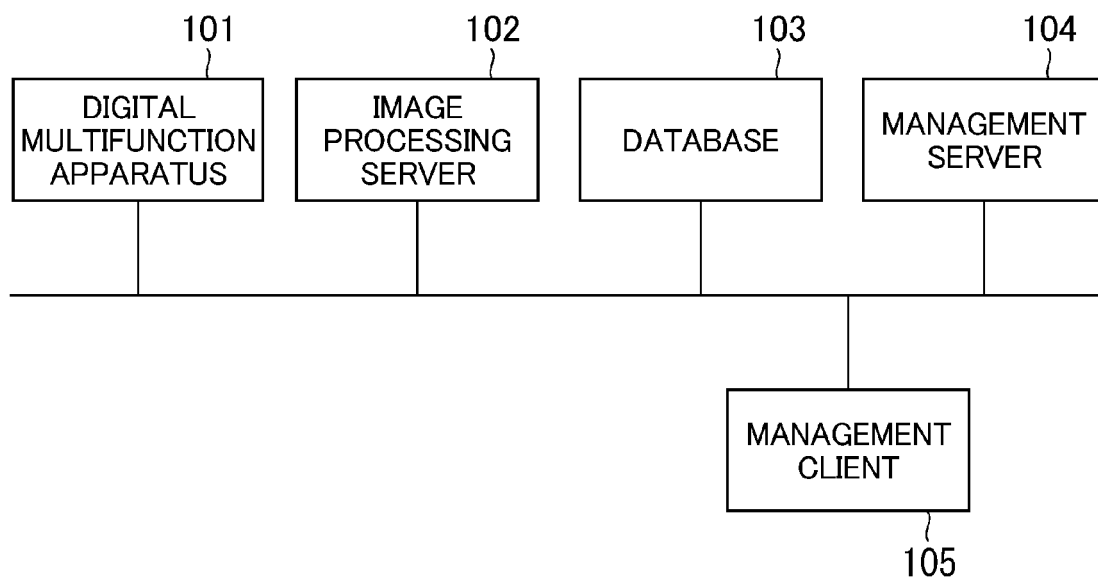 101
102
103
104
DIGITAL
MULTIFUNCTION
APPARATUS
IMAGE
PROCESSING
SERVER
DATABASE
MANAGEMENT
SERVER
MANAGEMENT
CLIENT
105